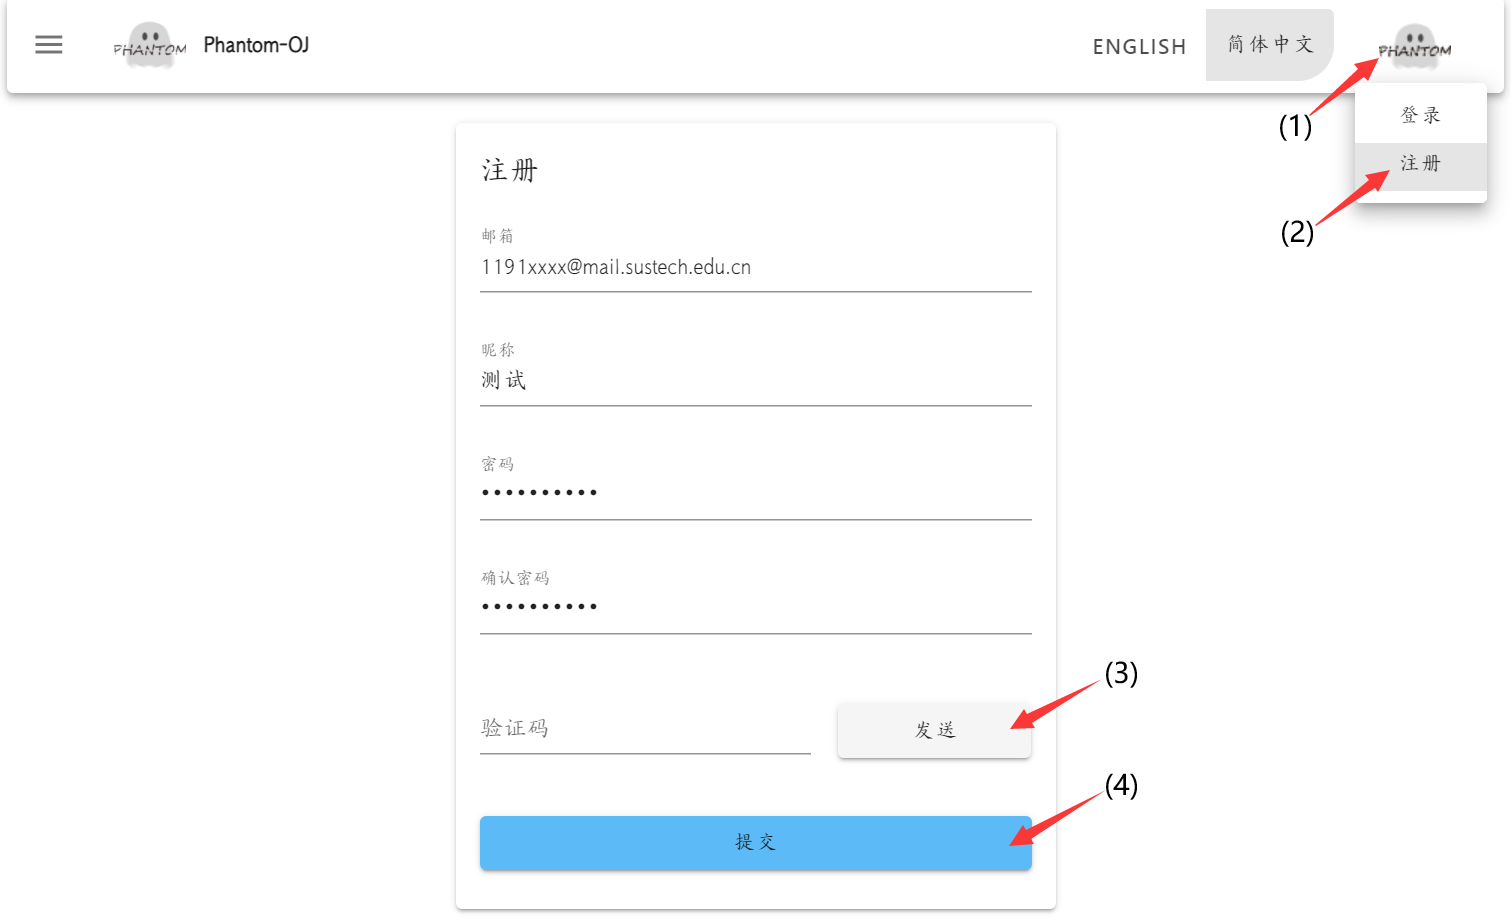 PHANTOM Phantom-OJ ENGLISH 简体中文 PHANTOM
(1)
登录
注册
(2)
注册
邮箱
1191xxxx@mail.sustech.edu.cn
昵称
测试
密码
••••••••••
确认密码
••••••••••
(3)
验证码 发送
(4)
提交